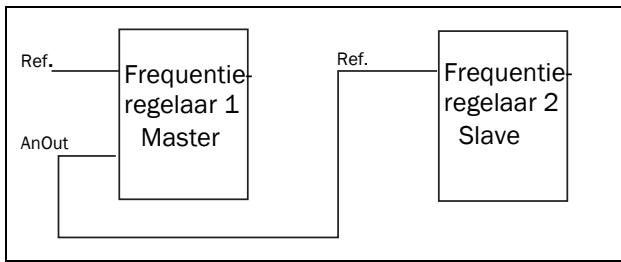 Ref.
Frequentie-
regelaar 1
Master
AnOut
Ref.
Frequentie-
regelaar 2
Slave